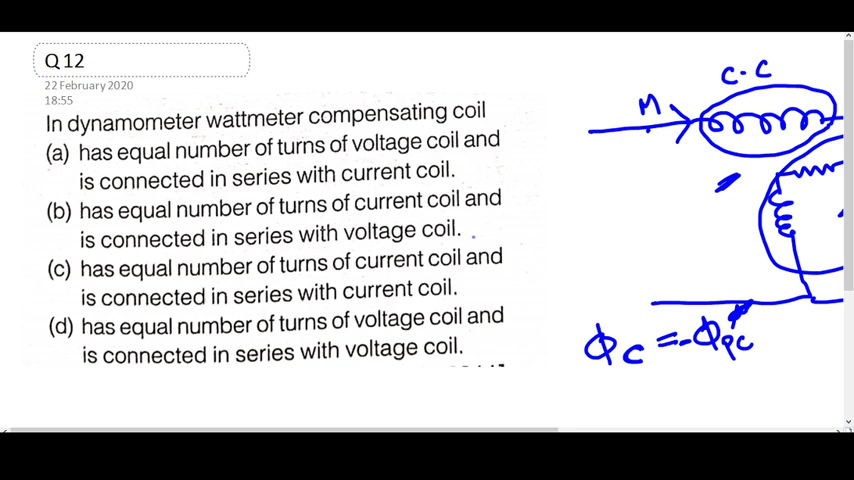 Q 12
22 February 2020
18:55
In dynamometer wattmeter compensating coil
(a) has equal number of turns of voltage coil and
is connected in series with current coil.
(b) has equal number of turns of current coil and
is connected in series with voltage coil.
(c) has equal number of turns of current coil and
is connected in series with current coil.
(d) has equal number of turns of voltage coil and
is connected in series with voltage coil.
C·C
M
ϕc = -ϕpc